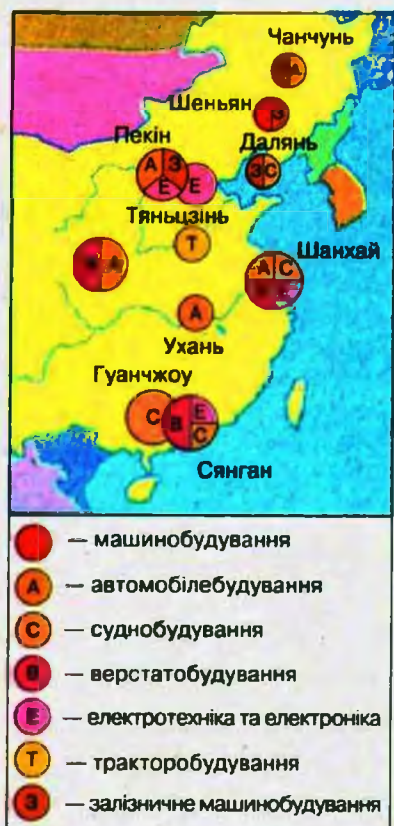 Чанчунь
А
Шеньян
З
Пекін
Далянь
А З
Е
Е
З С
Тяньцзінь
Т
Шанхай
А
А С
А
Ухань
Гуанчжоу
С
В
Е
С
Сянган
— машинобудування
А — автомобілебудування
С — суднобудування
В — верстатобудування
Е — електротехніка та електроніка
Т — тракторобудування
З — залізничне машинобудування